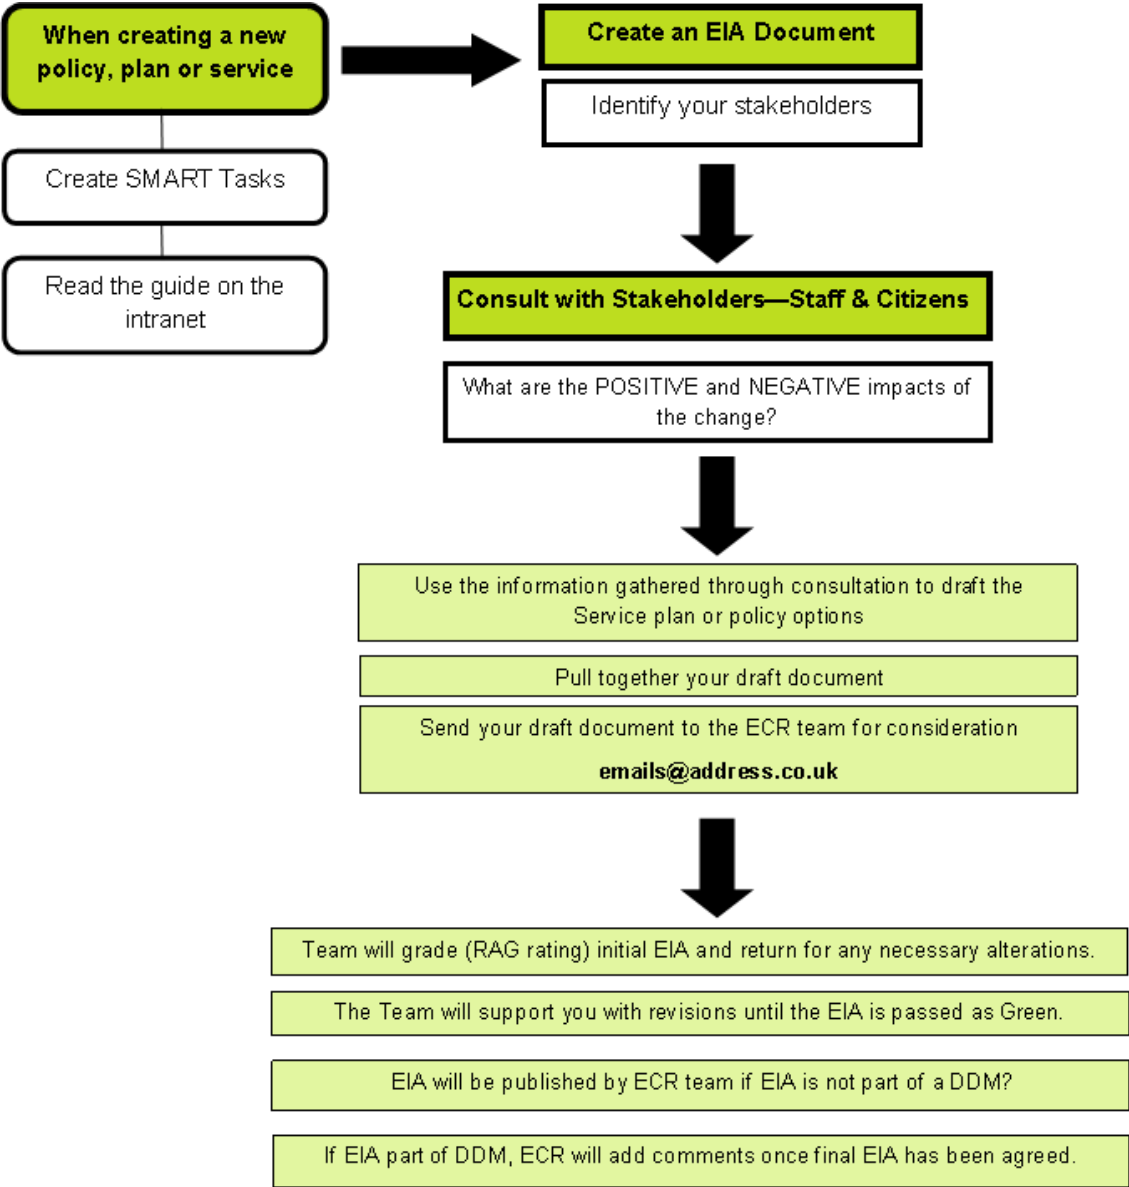 When creating a new
policy, plan or service
Create SMART Tasks
Read the guide on the
intranet
Create an EIA Document
Identify your stakeholders
Consult with Stakeholders—Staff & Citizens
What are the POSITIVE and NEGATIVE impacts of
the change?
Use the information gathered through consultation to draft the
Service plan or policy options
Pull together your draft document
Send your draft document to the ECR team for consideration
emails@address.co.uk
Team will grade (RAG rating) initial EIA and return for any necessary alterations.
The Team will support you with revisions until the EIA is passed as Green.
EIA will be published by ECR team if EIA is not part of a DDM?
If EIA part of DDM, ECR will add comments once final EIA has been agreed.